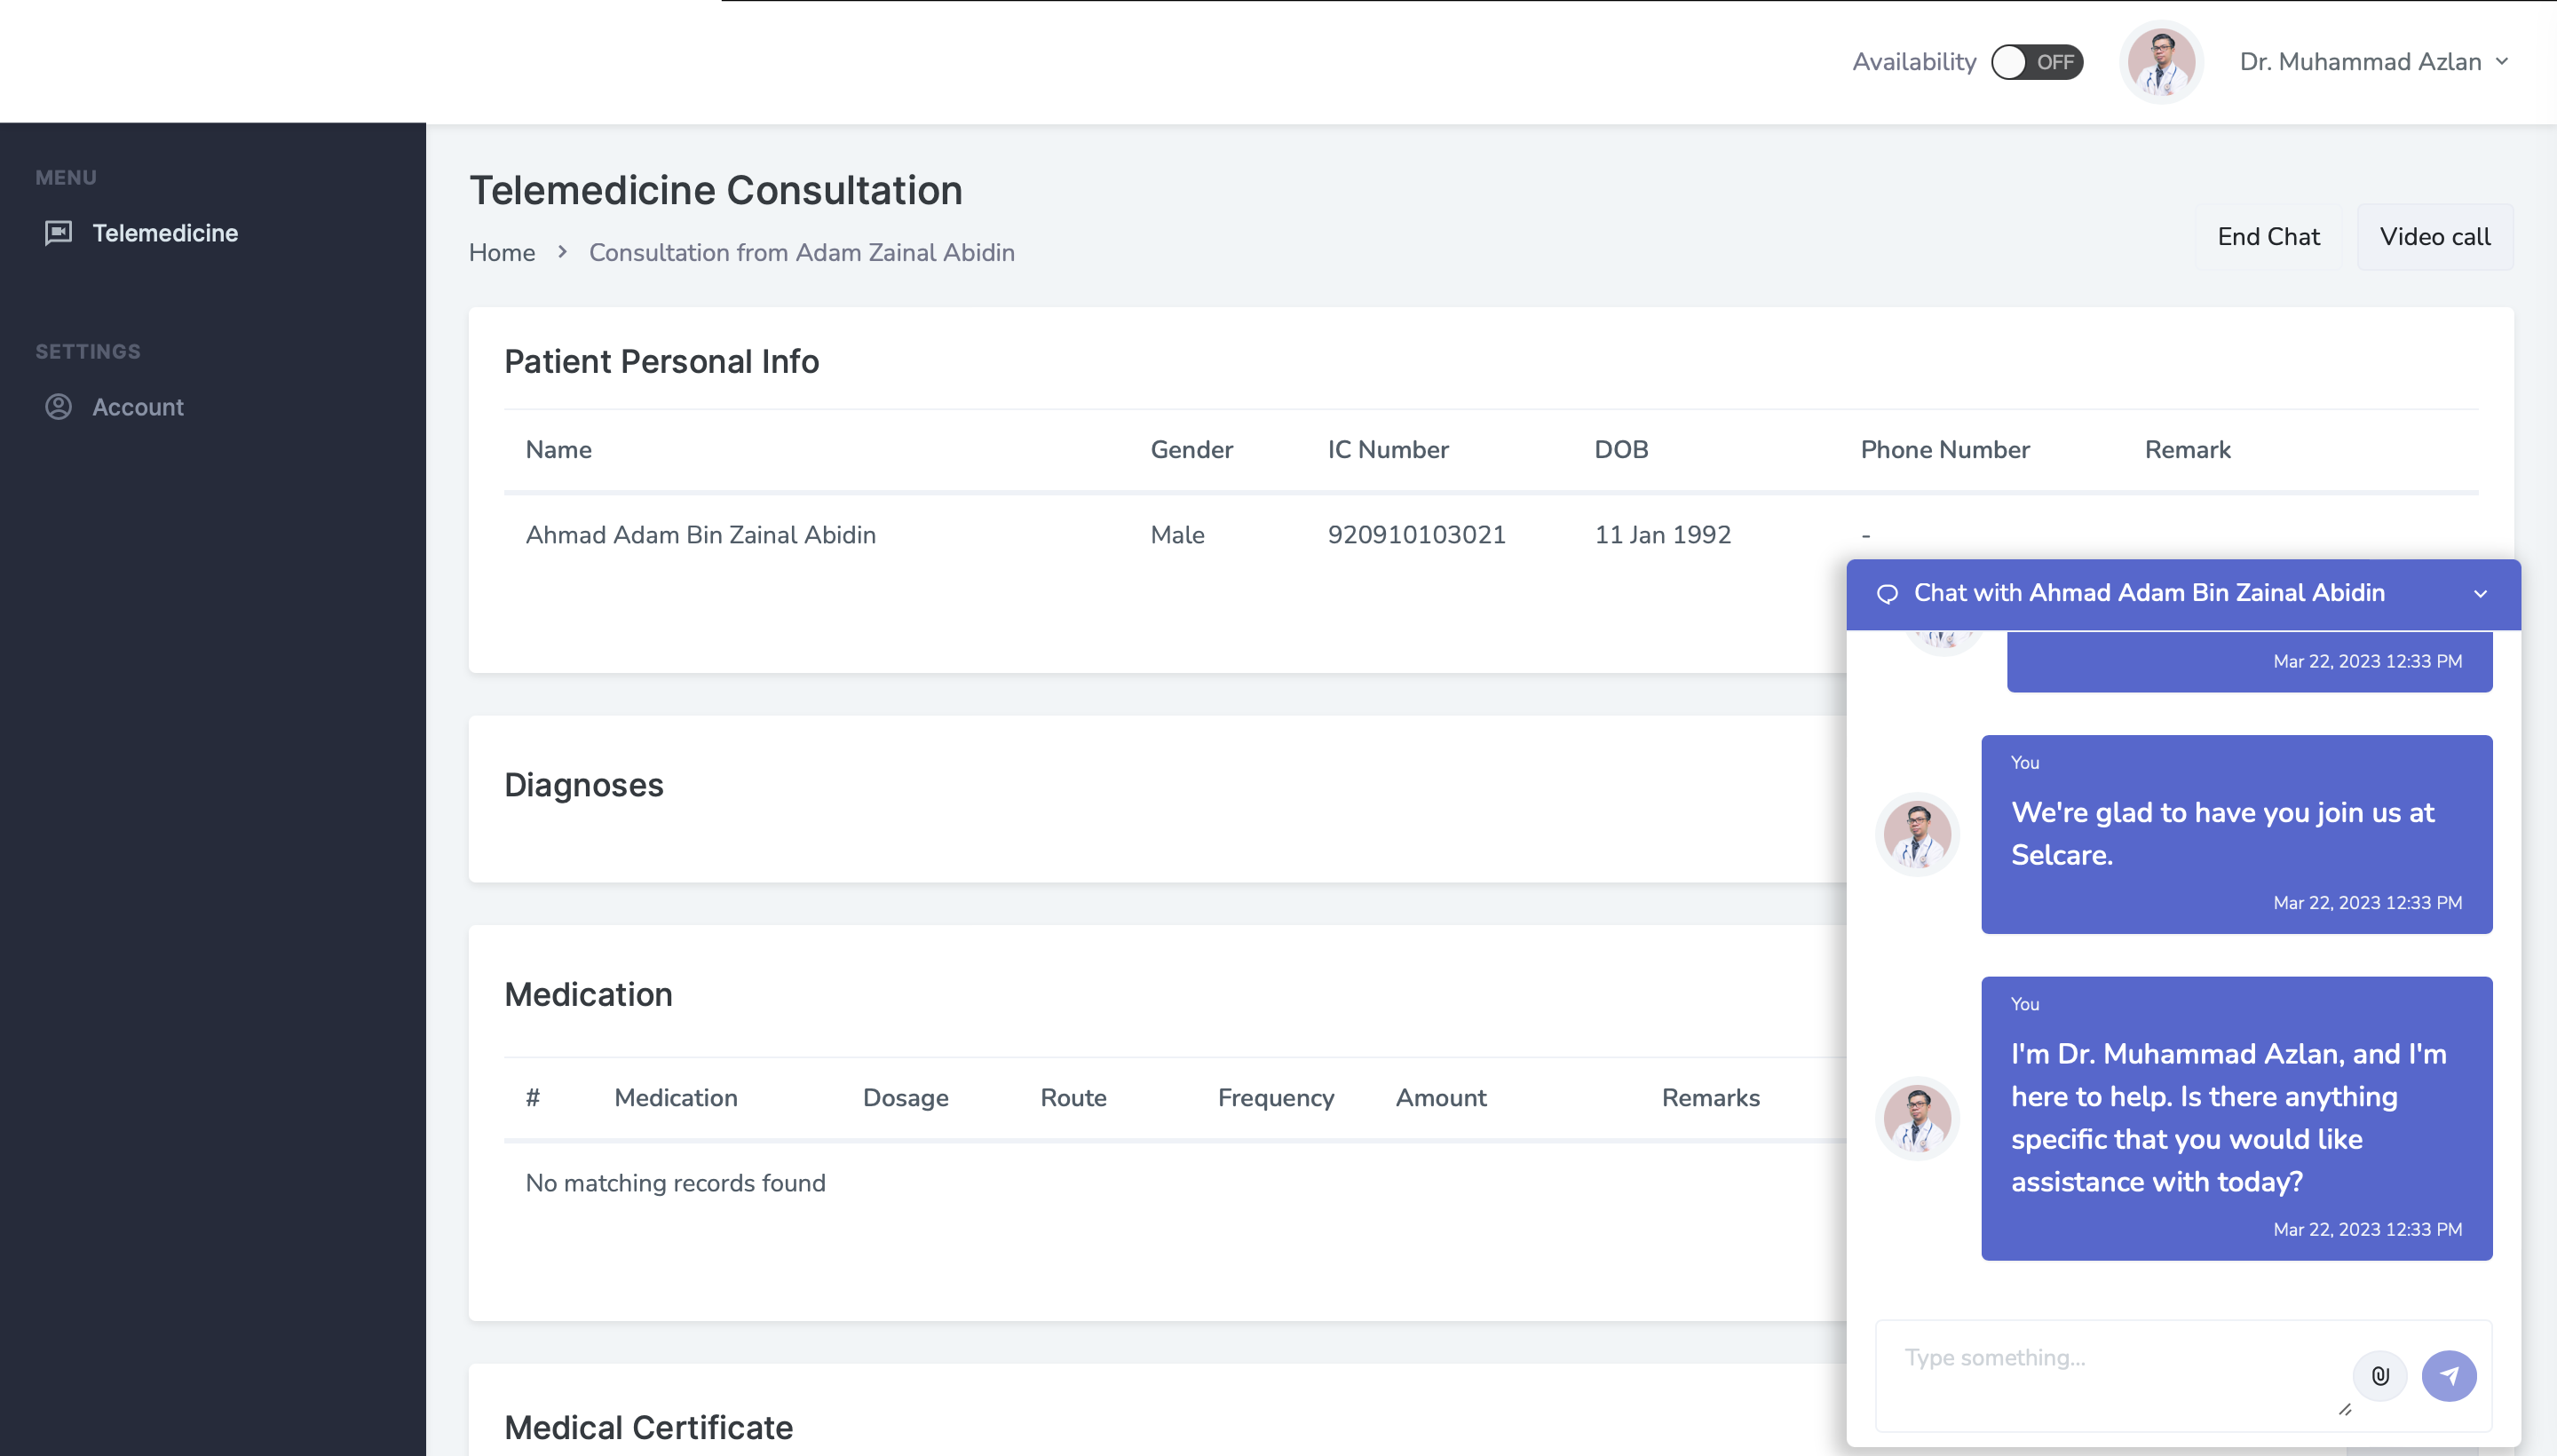 Availability OFF Dr. Muhammad Azlan
MENU
Telemedicine
SETTINGS
Account
Telemedicine Consultation
Home > Consultation from Adam Zainal Abidin
End Chat Video call
Patient Personal Info
Name Gender IC Number DOB Phone Number Remark
Ahmad Adam Bin Zainal Abidin Male 920910103021 11 Jan 1992 -
Diagnoses
Medication
# Medication Dosage Route Frequency Amount Remarks
No matching records found
Medical Certificate
Chat with Ahmad Adam Bin Zainal Abidin
Mar 22, 2023 12:33 PM
You
We're glad to have you join us at
Selcare.
Mar 22, 2023 12:33 PM
You
I'm Dr. Muhammad Azlan, and I'm
here to help. Is there anything
specific that you would like
assistance with today?
Mar 22, 2023 12:33 PM
Type something...